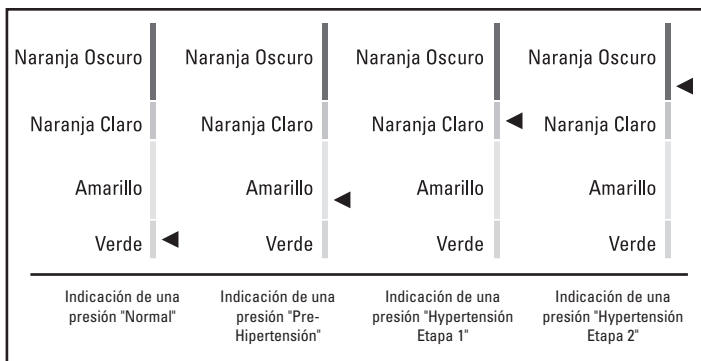 Naranja Oscuro Naranja Oscuro Naranja Oscuro Naranja Oscuro
Naranja Claro Naranja Claro Naranja Claro Naranja Claro
Amarillo Amarillo Amarillo Amarillo
Verde Verde Verde Verde
Indicación de una
presión "Normal"
Indicación de una
presión "Pre-
Hipertensión"
Indicación de una
presión "Hypertensión
Etapa 1"
Indicación de una
presión "Hypertensión
Etapa 2"